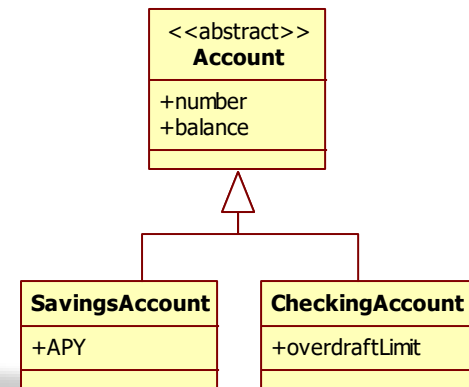 <<abstract>>
Account
+number
+balance
SavingsAccount
+APY
CheckingAccount
+overdraftLimit